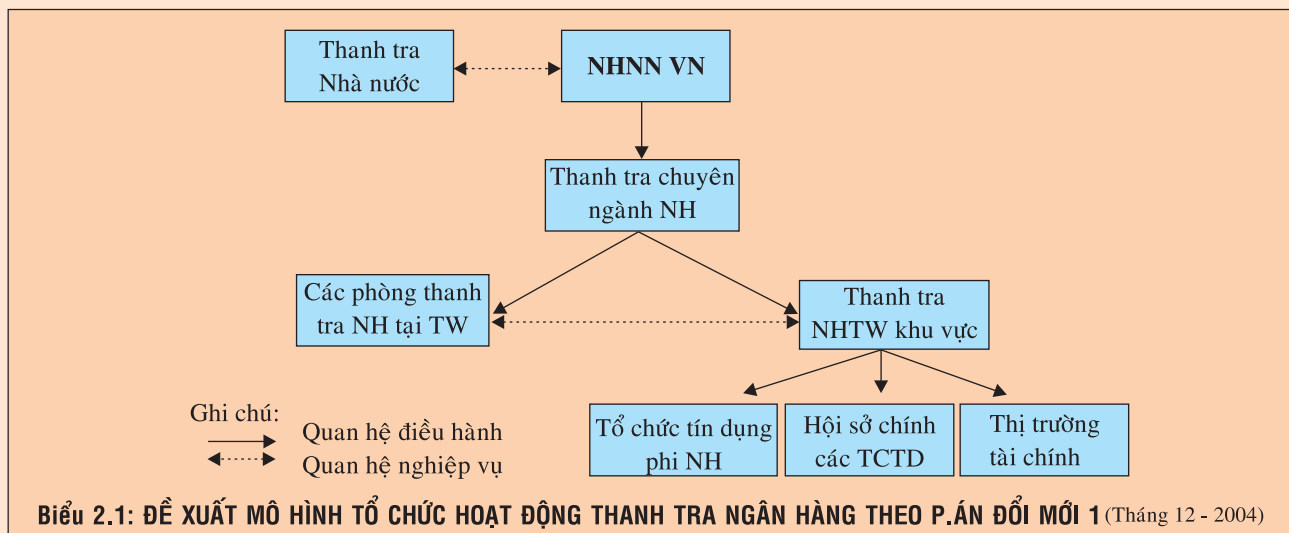 Thanh tra
Nhà nước
NHNN VN
Thanh tra chuyên
ngành NH
Các phòng thanh
tra NH tại TW
Thanh tra
NHTW khu vực
Tổ chức tín dụng
phi NH
Hội sở chính
các TCTD
Thị trường
tài chính
Ghi chú:
Quan hệ điều hành
Quan hệ nghiệp vụ
Biểu 2.1: ĐỀ XUẤT MÔ HÌNH TỔ CHỨC HOẠT ĐỘNG THANH TRA NGÂN HÀNG THEO P.ÁN ĐỔI MỚI 1 (Tháng 12 - 2004)